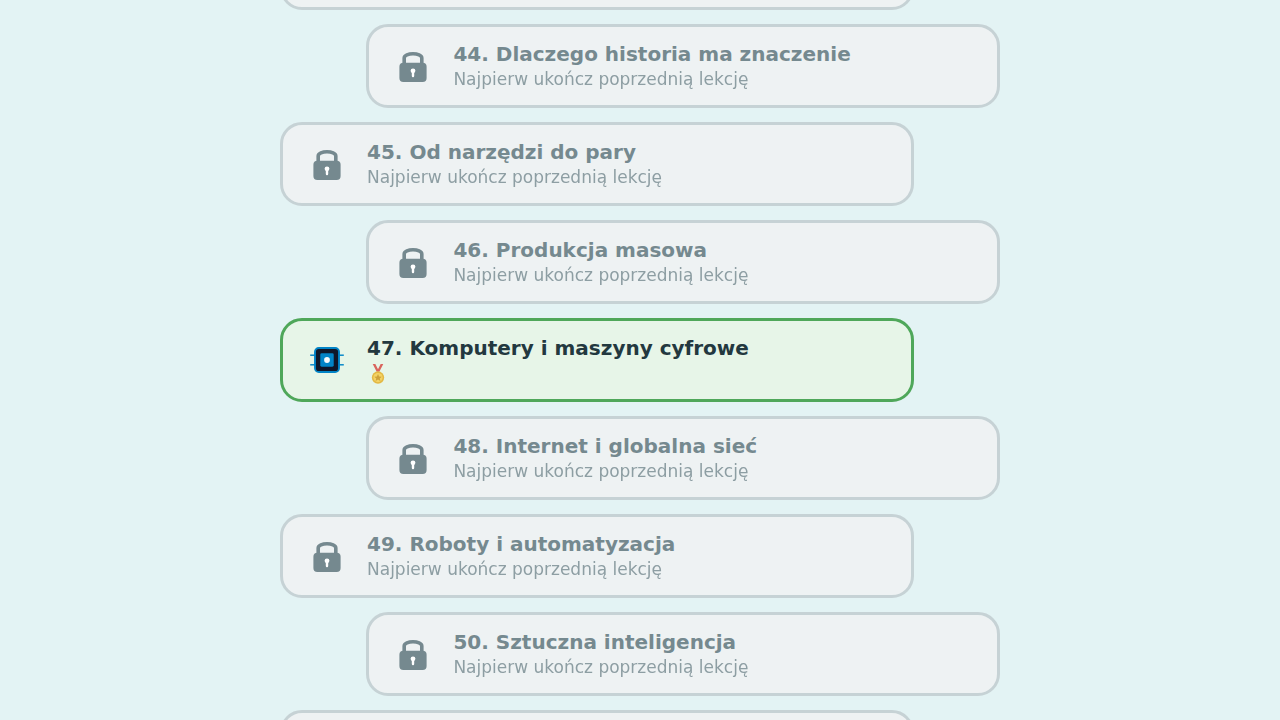 44. Dlaczego historia ma znaczenie
Najpierw ukończ poprzednią lekcję
45. Od narzędzi do pary
Najpierw ukończ poprzednią lekcję
46. Produkcja masowa
Najpierw ukończ poprzednią lekcję
47. Komputery i maszyny cyfrowe
48. Internet i globalna sieć
Najpierw ukończ poprzednią lekcję
49. Roboty i automatyzacja
Najpierw ukończ poprzednią lekcję
50. Sztuczna inteligencja
Najpierw ukończ poprzednią lekcję